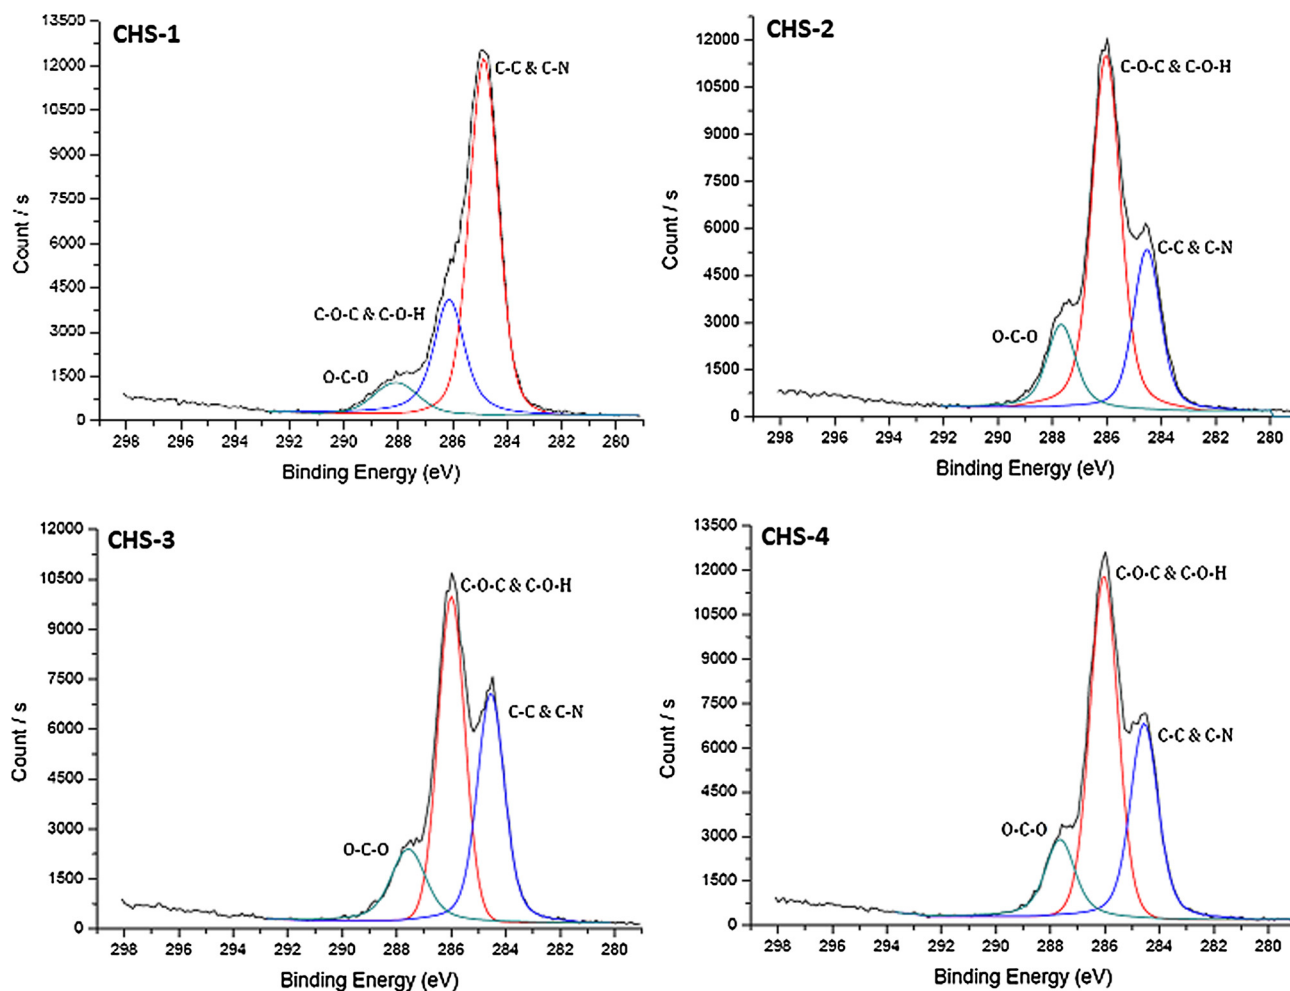 CHS-1
13500
12000
10500
9000
7500
6000
4500
3000
1500
0
Count / s
C-C & C-N
C-O-C & C-O-H
O-C-O
298 296 294 292 290 288 286 284 282 280
Binding Energy (eV)
CHS-2
12000
10500
9000
7500
6000
4500
3000
1500
0
Count / s
C-O-C & C-O-H
C-C & C-N
O-C-O
298 296 294 292 290 288 286 284 282 280
Binding Energy (eV)
CHS-3
12000
10500
9000
7500
6000
4500
3000
1500
0
Count / s
C-O-C & C-O-H
C-C & C-N
O-C-O
298 296 294 292 290 288 286 284 282 280
Binding Energy (eV)
CHS-4
13500
12000
10500
9000
7500
6000
4500
3000
1500
0
Count / s
C-O-C & C-O-H
C-C & C-N
O-C-O
298 296 294 292 290 288 286 284 282 280
Binding Energy (eV)